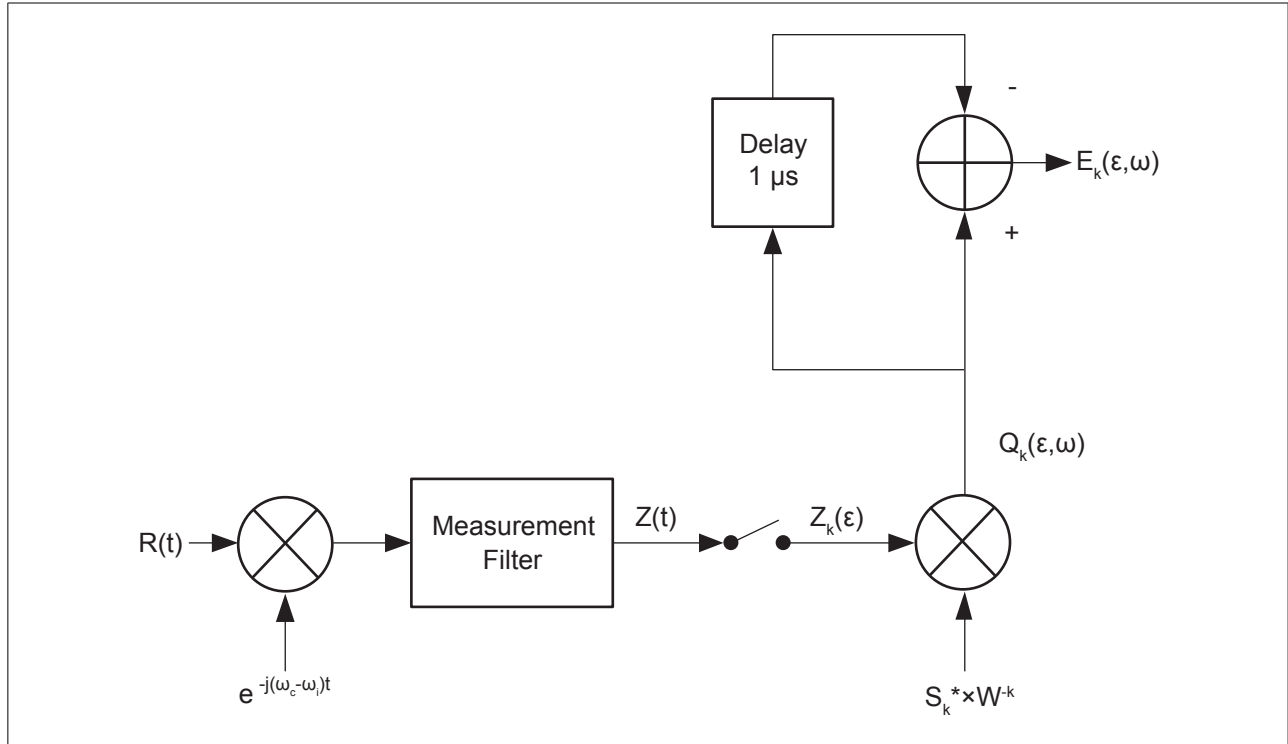 Delay
1 µs
-
E_k(ε,ω)
+
Q_k(ε,ω)
R(t)
Measurement
Filter
Z(t)
Z_k(ε)
e^-j(ω_c-ω_i)t
S_k*×W^-k